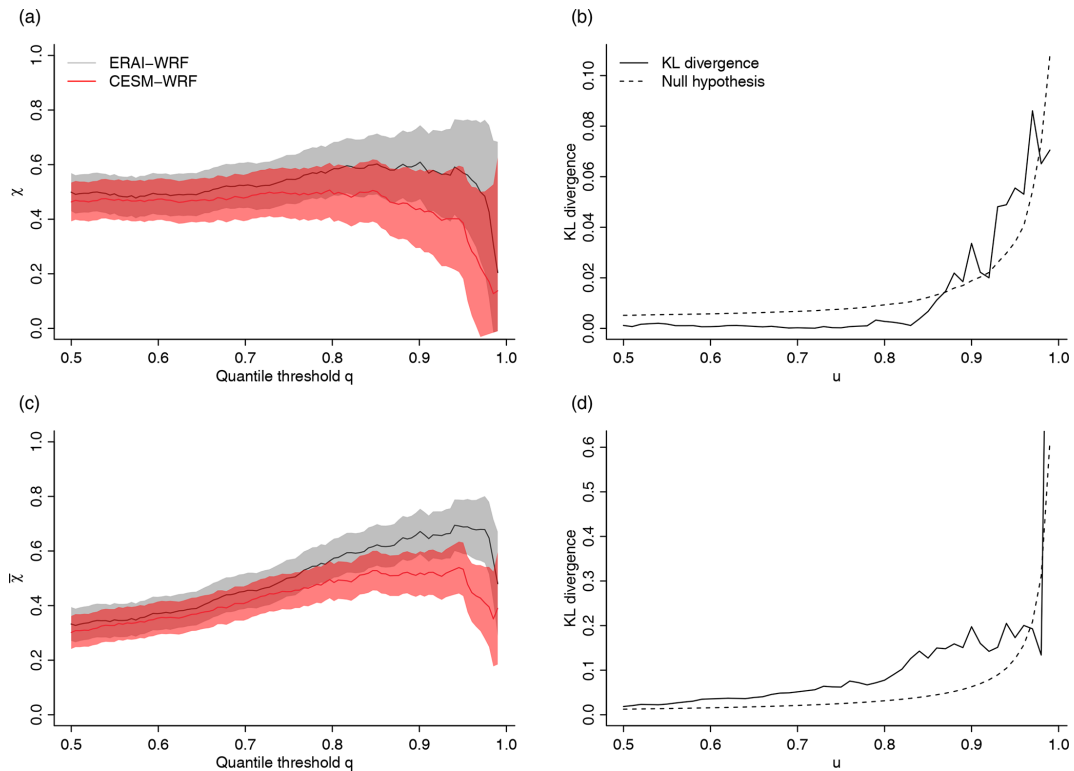 (a)
1.0
0.8
0.6
0.4
0.2
0.0
χ
ERAI−WRF
CESM−WRF
0.5 0.6 0.7 0.8 0.9 1.0
Quantile threshold q
(b)
0.10
0.08
0.06
0.04
0.02
0.00
KL divergence
KL divergence
Null hypothesis
0.5 0.6 0.7 0.8 0.9 1.0
u
(c)
1.0
0.8
0.6
0.4
0.2
0.0
χ̅
0.5 0.6 0.7 0.8 0.9 1.0
Quantile threshold q
(d)
0.6
0.5
0.4
0.3
0.2
0.1
0.0
KL divergence
0.5 0.6 0.7 0.8 0.9 1.0
u